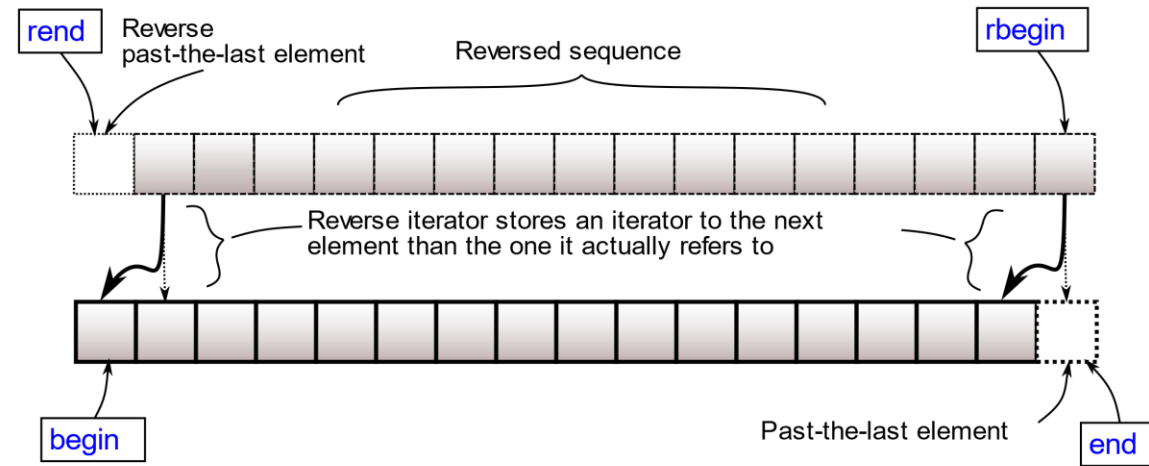 rend
Reverse
past-the-last element
Reversed sequence
rbegin
Reverse iterator stores an iterator to the next
element than the one it actually refers to
begin
Past-the-last element
end